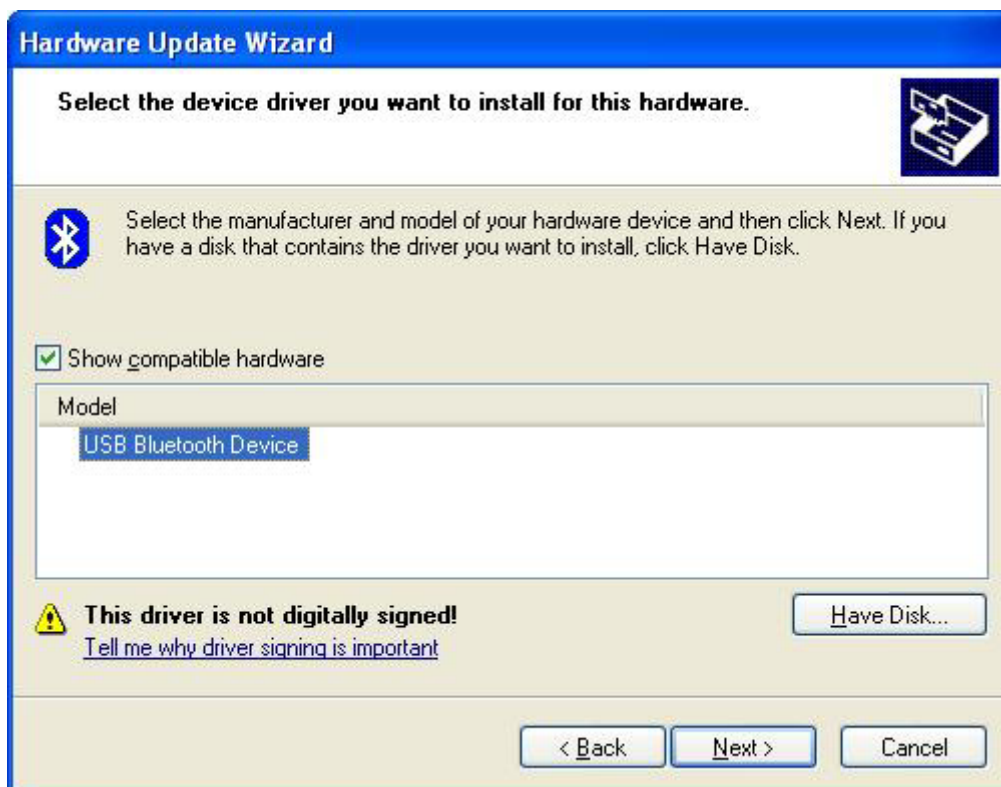 Hardware Update Wizard
Select the device driver you want to install for this hardware.
Select the manufacturer and model of your hardware device and then click Next. If you
have a disk that contains the driver you want to install, click Have Disk.
Show compatible hardware
Model
USB Bluetooth Device
This driver is not digitally signed!
Have Disk...
Tell me why driver signing is important
< Back
Next >
Cancel